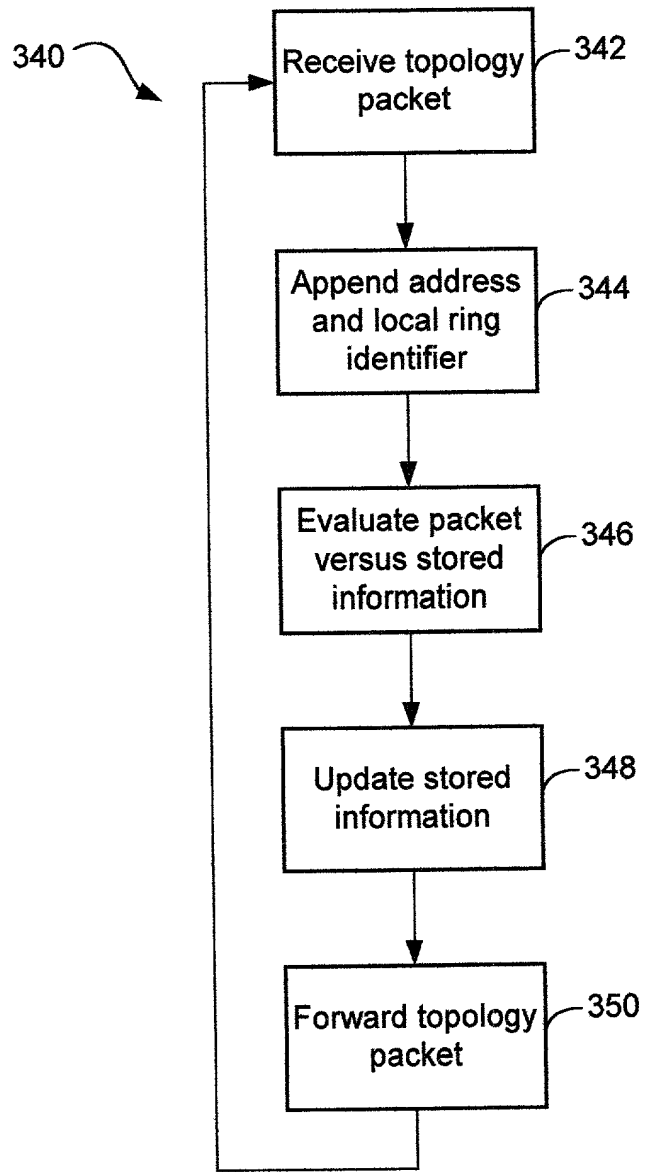 340
Receive topology
packet
342
Append address
and local ring
identifier
344
Evaluate packet
versus stored
information
346
Update stored
information
348
Forward topology
packet
350